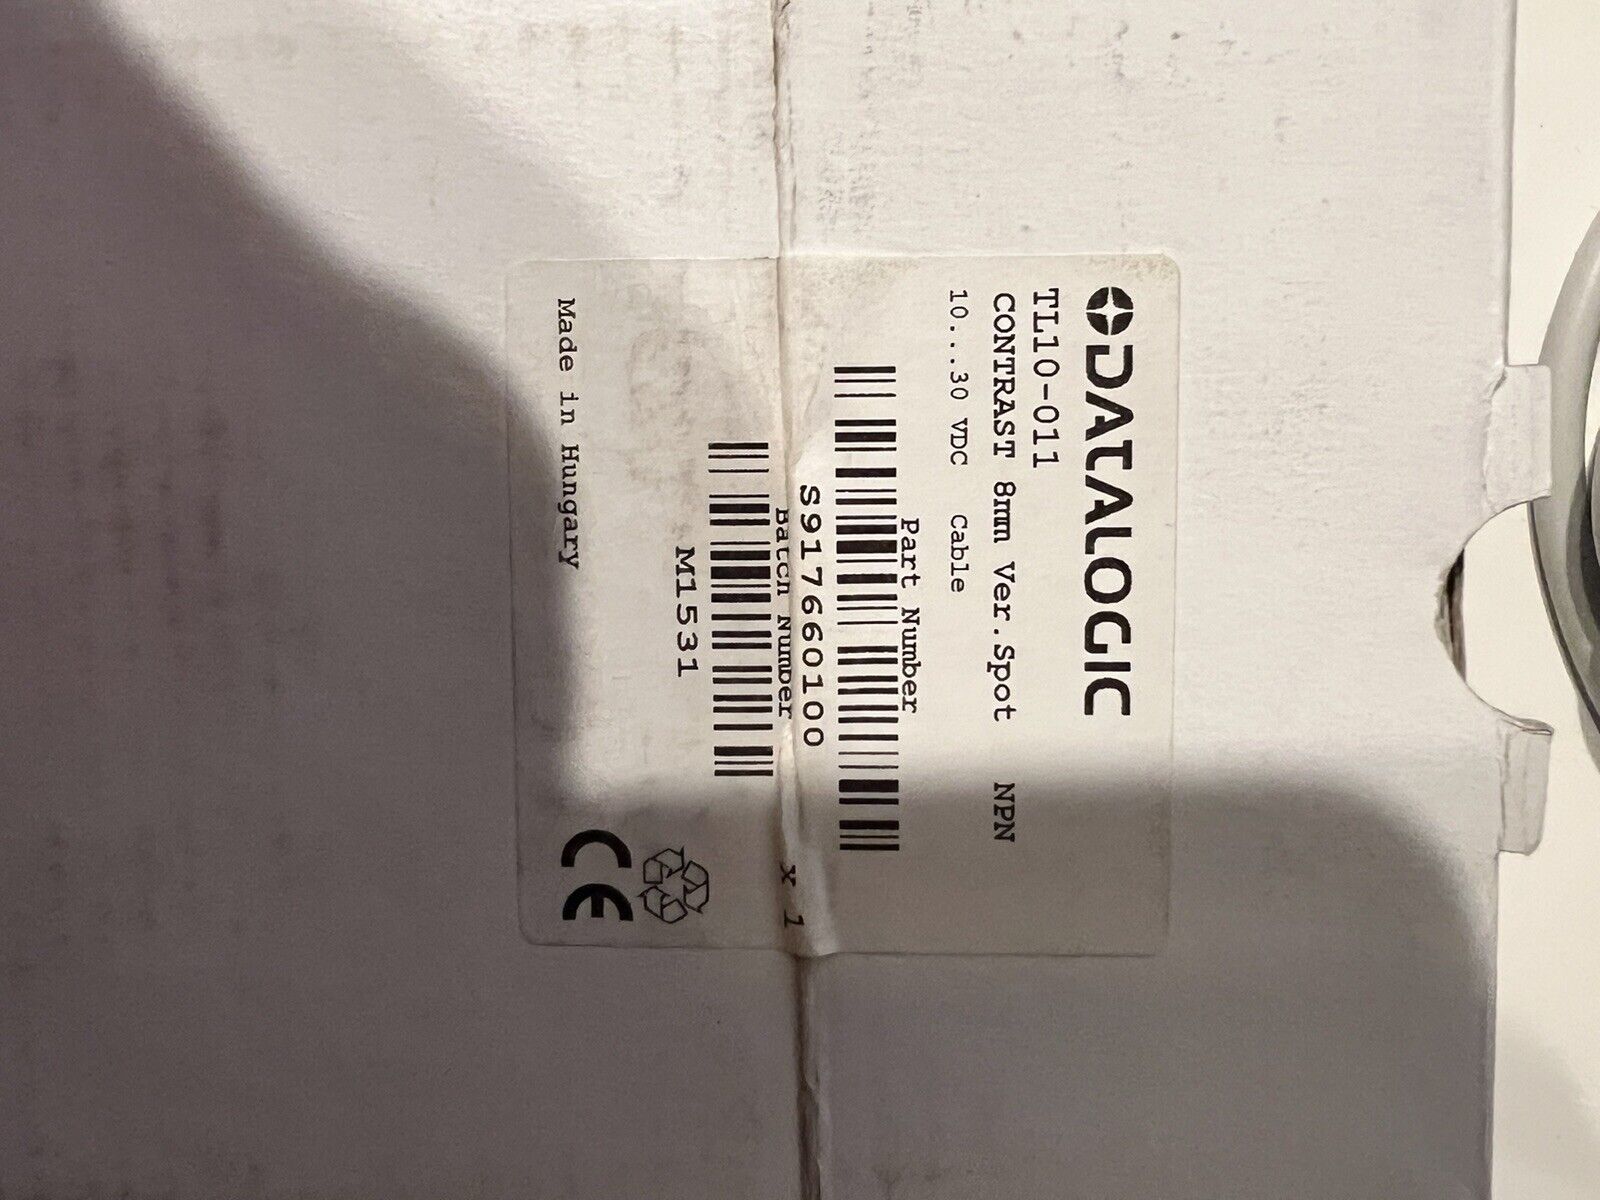 DATALOGIC
TL10-011
CONTRAST 8mm Ver.Spot NPN
10...30 VDC Cable
Part Number
S917660100
Batch Number x 1
M1531
Made in Hungary
CE